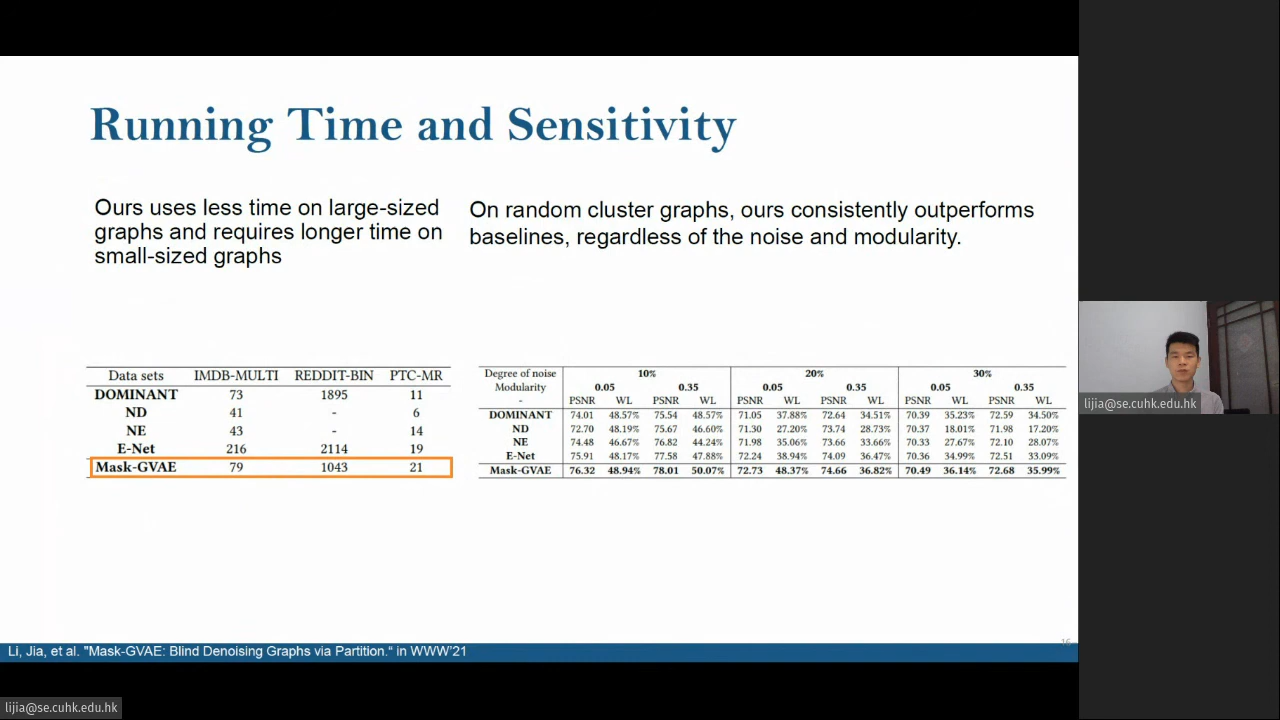 Running Time and Sensitivity
Ours uses less time on large-sized
graphs and requires longer time on
small-sized graphs
On random cluster graphs, ours consistently outperforms
baselines, regardless of the noise and modularity.
Data sets IMDB-MULTI REDDIT-BIN PTC-MR
DOMINANT 73 1895 11
ND 41 - 6
NE 43 - 14
E-Net 216 2114 19
Mask-GVAE 79 1043 21
Degree of noise 10% 20% 30%
Modularity 0.05 0.35 0.05 0.35 0.05 0.35
- PSNR WL PSNR WL PSNR WL PSNR WL PSNR WL PSNR WL
DOMINANT 74.01 48.57% 75.54 48.57% 71.05 37.88% 72.64 34.51% 70.39 35.23% 72.59 34.50%
ND 72.70 48.19% 75.67 46.60% 71.30 27.20% 73.74 28.73% 70.37 18.01% 71.98 17.20%
NE 74.48 46.67% 76.82 44.24% 71.98 35.06% 73.66 33.66% 70.33 27.67% 72.10 28.07%
E-Net 75.91 48.17% 77.58 47.88% 72.24 38.94% 74.09 36.47% 70.36 34.99% 72.51 33.09%
Mask-GVAE 76.32 48.94% 78.01 50.07% 72.73 48.37% 74.66 36.82% 70.49 36.14% 72.68 35.99%
16
Li, Jia, et al. "Mask-GVAE: Blind Denoising Graphs via Partition." in WWW'21
lijia@se.cuhk.edu.hk
lijia@se.cuhk.edu.hk